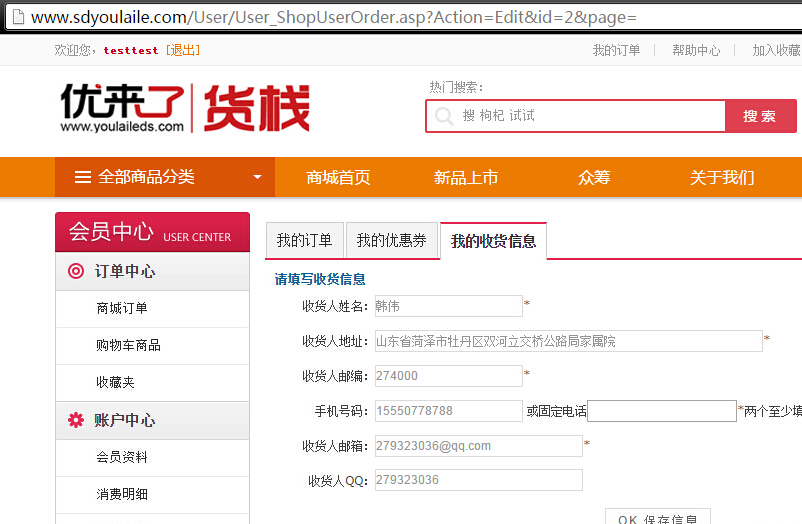 www.sdyoulaile.com/User/User_ShopUserOrder.asp?Action=Edit&id=2&page=
欢迎您，testtest [退出] 我的订单 帮助中心 加入收藏
热门搜索：
优来了 货栈
www.youlaileds.com
搜 枸杞 试试 搜 索
全部商品分类 商城首页 新品上市 众筹 关于我们
会员中心 USER CENTER
我的订单 我的优惠券 我的收货信息
订单中心
商城订单
购物车商品
收藏夹
账户中心
会员资料
消费明细
请填写收货信息
收货人姓名: 韩伟 *
收货人地址: 山东省菏泽市牡丹区双河立交桥公路局家属院 *
收货人邮编: 274000 *
手机号码: 15550778788 或固定电话 *两个至少填
收货人邮箱: 279323036@qq.com *
收货人QQ: 279323036
OK 保存信息